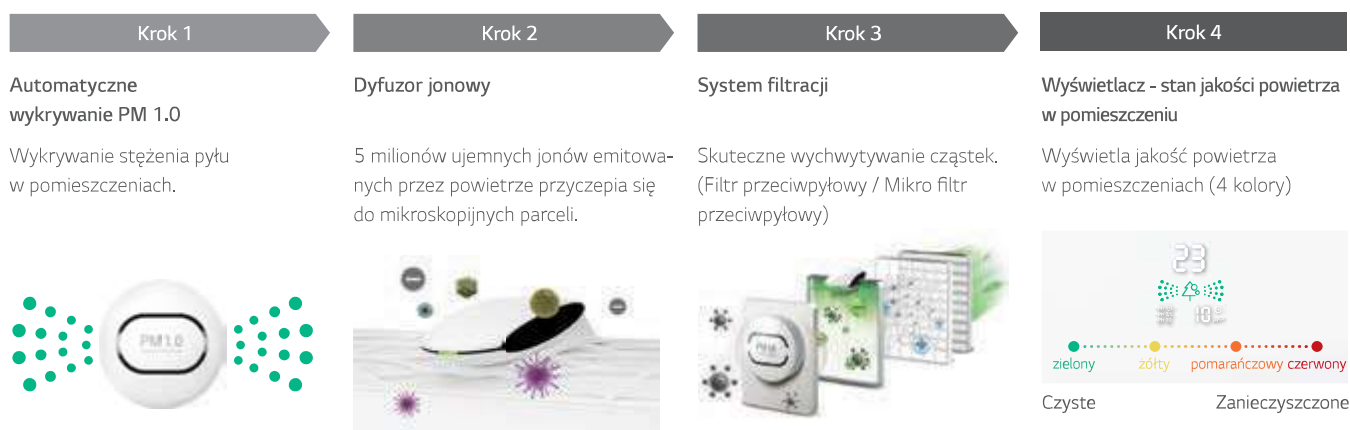 Krok 1
Automatyczne
wykrywanie PM 1.0
Wykrywanie stężenia pyłu
w pomieszczeniach.
PM1.0
Krok 2
Dyfuzor jonowy
5 milionów ujemnych jonów emitowa-
nych przez powietrze przyczepia się
do mikroskopijnych parceli.
Krok 3
System filtracji
Skuteczne wychwytywanie cząstek.
(Filtr przeciwpyłowy / Mikro filtr
przeciwpyłowy)
Krok 4
Wyświetlacz - stan jakości powietrza
w pomieszczeniu
Wyświetla jakość powietrza
w pomieszczeniach (4 kolory)
23
10
zielony żółty pomarańczowy czerwony
Czyste Zanieczyszczone